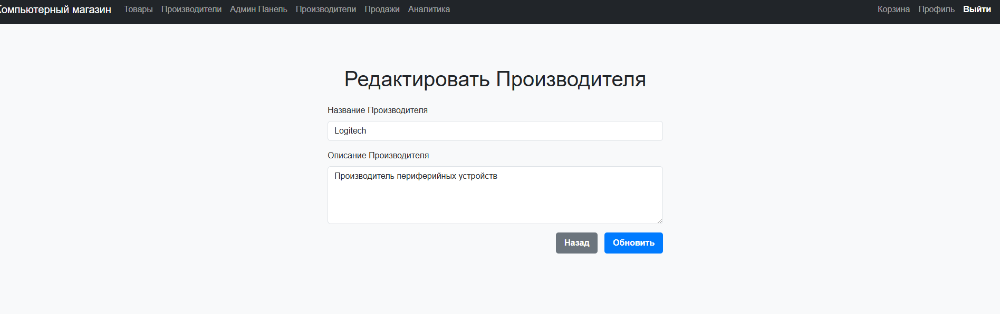 Компьютерный магазин Товары Производители Админ Панель Производители Продажи Аналитика Корзина Профиль Выйти
Редактировать Производителя
Название Производителя
Logitech
Описание Производителя
Производитель периферийных устройств
Назад Обновить